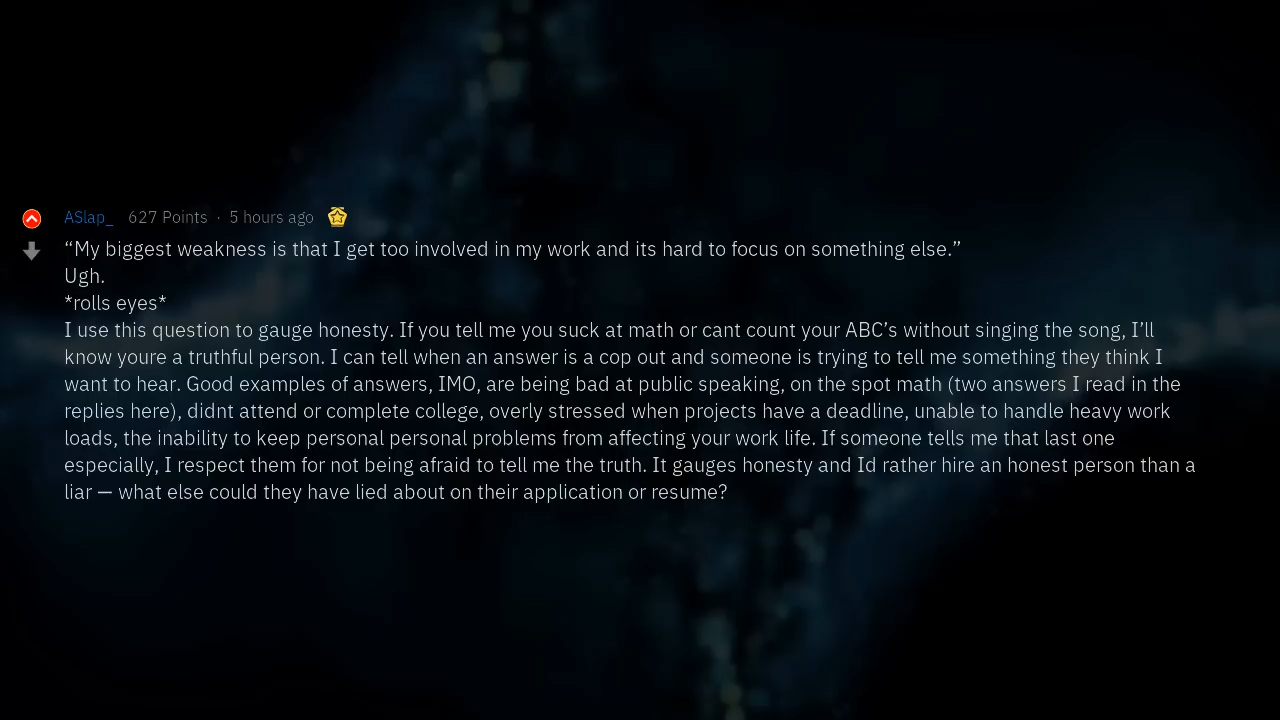 ASlap_ 627 Points · 5 hours ago
“My biggest weakness is that I get too involved in my work and its hard to focus on something else.”
Ugh.
*rolls eyes*
I use this question to gauge honesty. If you tell me you suck at math or cant count your ABC’s without singing the song, I’ll
know youre a truthful person. I can tell when an answer is a cop out and someone is trying to tell me something they think I
want to hear. Good examples of answers, IMO, are being bad at public speaking, on the spot math (two answers I read in the
replies here), didnt attend or complete college, overly stressed when projects have a deadline, unable to handle heavy work
loads, the inability to keep personal personal problems from affecting your work life. If someone tells me that last one
especially, I respect them for not being afraid to tell me the truth. It gauges honesty and Id rather hire an honest person than a
liar — what else could they have lied about on their application or resume?